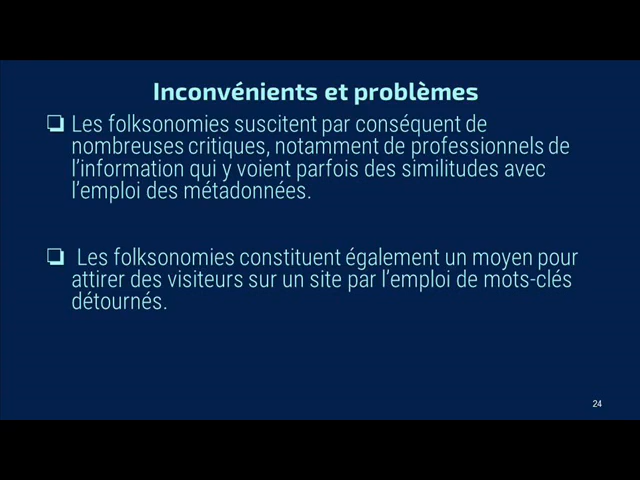 Inconvénients et problèmes
❏ Les folksonomies suscitent par conséquent de
nombreuses critiques, notamment de professionnels de
l’information qui y voient parfois des similitudes avec
l’emploi des métadonnées.
❏ Les folksonomies constituent également un moyen pour
attirer des visiteurs sur un site par l’emploi de mots-clés
détournés.
24